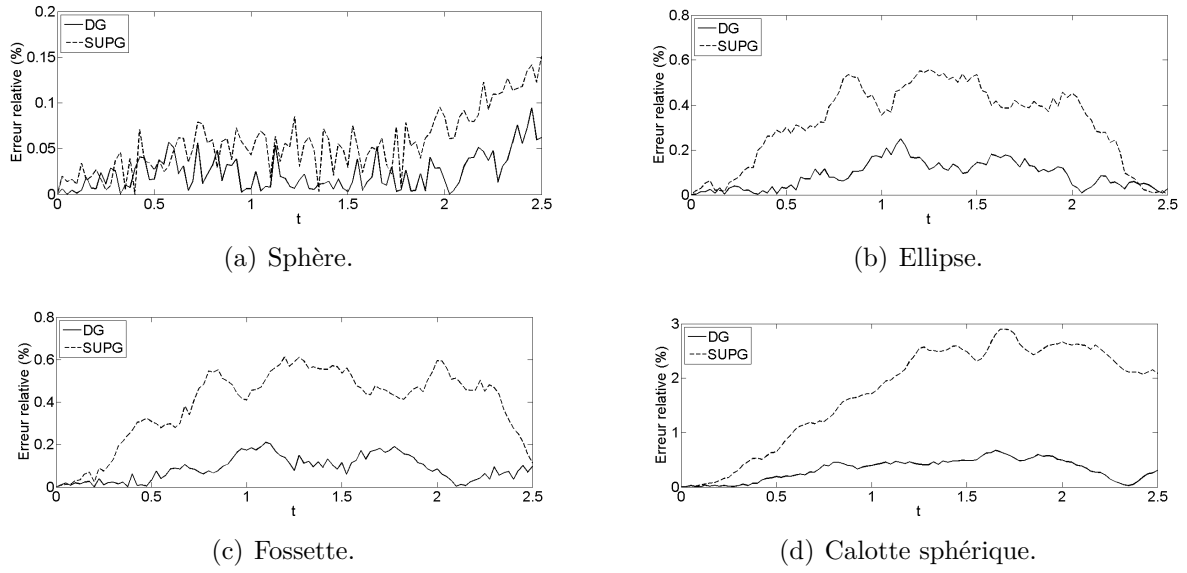 DG
SUPG
Erreur relative (%)
0.2
0.15
0.1
0.05
0
0 0.5 1 1.5 2 2.5
t
(a) Sphère.
DG
SUPG
Erreur relative (%)
0.8
0.6
0.4
0.2
0
0 0.5 1 1.5 2 2.5
t
(b) Ellipse.
DG
SUPG
Erreur relative (%)
0.8
0.6
0.4
0.2
0
0 0.5 1 1.5 2 2.5
t
(c) Fossette.
DG
SUPG
Erreur relative (%)
3
2
1
0
0 0.5 1 1.5 2 2.5
t
(d) Calotte sphérique.